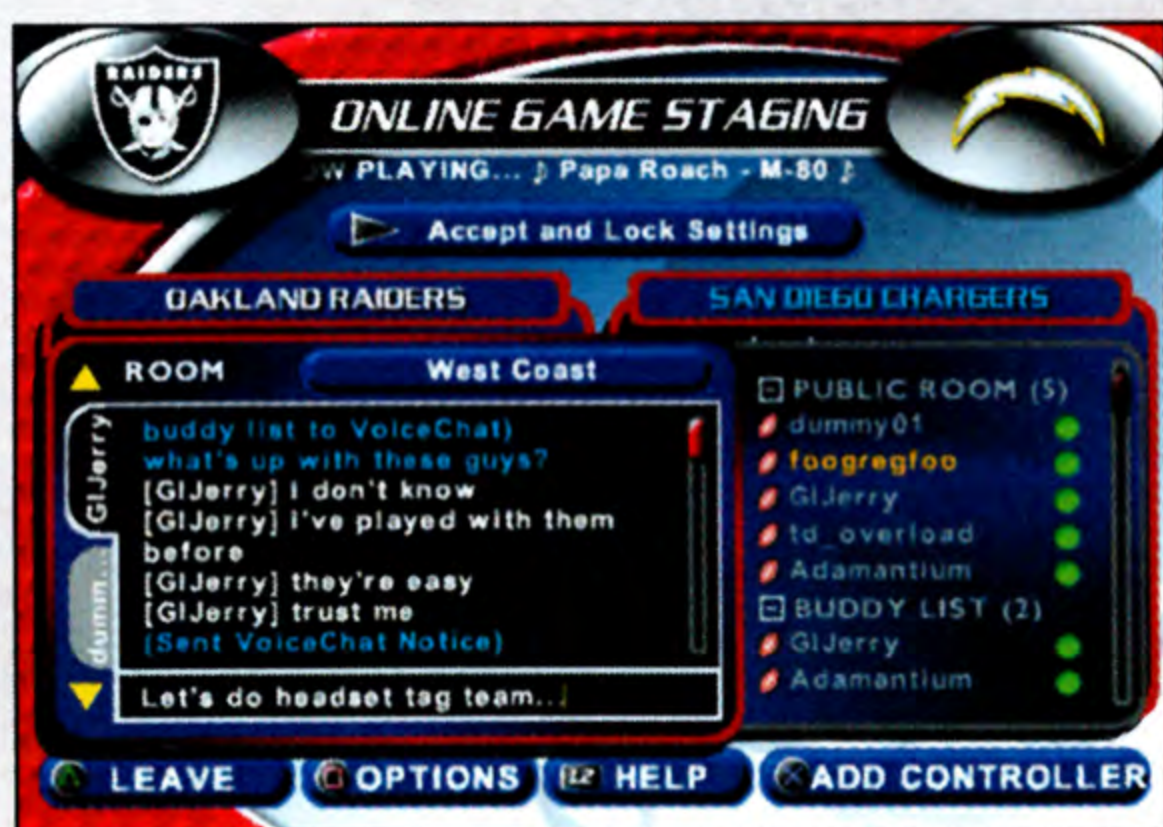 RAIDERS
ONLINE GAME STAGING
W PLAYING... ♪ Papa Roach - M-80 ♪
Accept and Lock Settings
OAKLAND RAIDERS
SAN DIEGO CHARGERS
ROOM
West Coast
GIJerry
dumm...
buddy list to VoiceChat)
what's up with these guys?
[GIJerry] I don't know
[GIJerry] I've played with them
before
[GIJerry] they're easy
[GIJerry] trust me
(Sent VoiceChat Notice)
Let's do headset tag team...
PUBLIC ROOM (5)
dummy01
foogregfoo
GIJerry
td_overload
Adamantium
BUDDY LIST (2)
GIJerry
Adamantium
LEAVE
OPTIONS
L2 HELP
ADD CONTROLLER